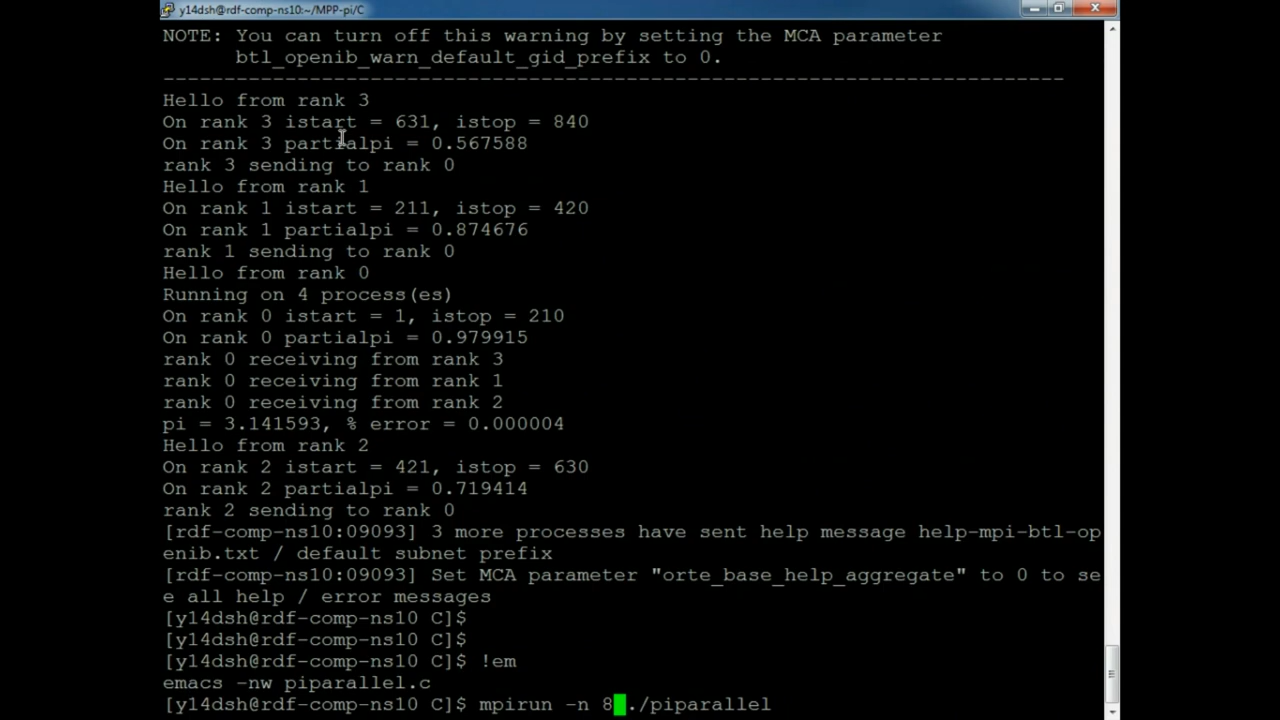 y14dsh@rdf-comp-ns10:~/MPP-pi/C
NOTE: You can turn off this warning by setting the MCA parameter
btl_openib_warn_default_gid_prefix to 0.
--------------------------------------------------------------------------
Hello from rank 3
On rank 3 istart = 631, istop = 840
On rank 3 partialpi = 0.567588
rank 3 sending to rank 0
Hello from rank 1
On rank 1 istart = 211, istop = 420
On rank 1 partialpi = 0.874676
rank 1 sending to rank 0
Hello from rank 0
Running on 4 process(es)
On rank 0 istart = 1, istop = 210
On rank 0 partialpi = 0.979915
rank 0 receiving from rank 3
rank 0 receiving from rank 1
rank 0 receiving from rank 2
pi = 3.141593, % error = 0.000004
Hello from rank 2
On rank 2 istart = 421, istop = 630
On rank 2 partialpi = 0.719414
rank 2 sending to rank 0
[rdf-comp-ns10:09093] 3 more processes have sent help message help-mpi-btl-op
enib.txt / default subnet prefix
[rdf-comp-ns10:09093] Set MCA parameter "orte_base_help_aggregate" to 0 to se
e all help / error messages
[y14dsh@rdf-comp-ns10 C]$
[y14dsh@rdf-comp-ns10 C]$
[y14dsh@rdf-comp-ns10 C]$ !em
emacs -nw piparallel.c
[y14dsh@rdf-comp-ns10 C]$ mpirun -n 8 ./piparallel